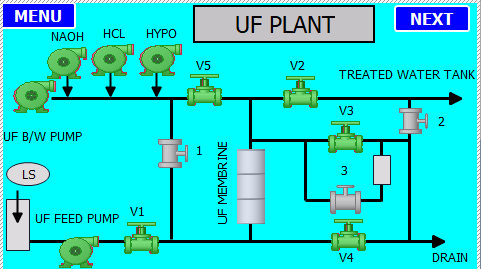 MENU
UF PLANT
NEXT
NAOH
HCL
HYPO
V5
V2
TREATED WATER TANK
V3
2
UF B/W PUMP
1
3
LS
UF MEMBRINE
UF FEED PUMP
V1
V4
DRAIN